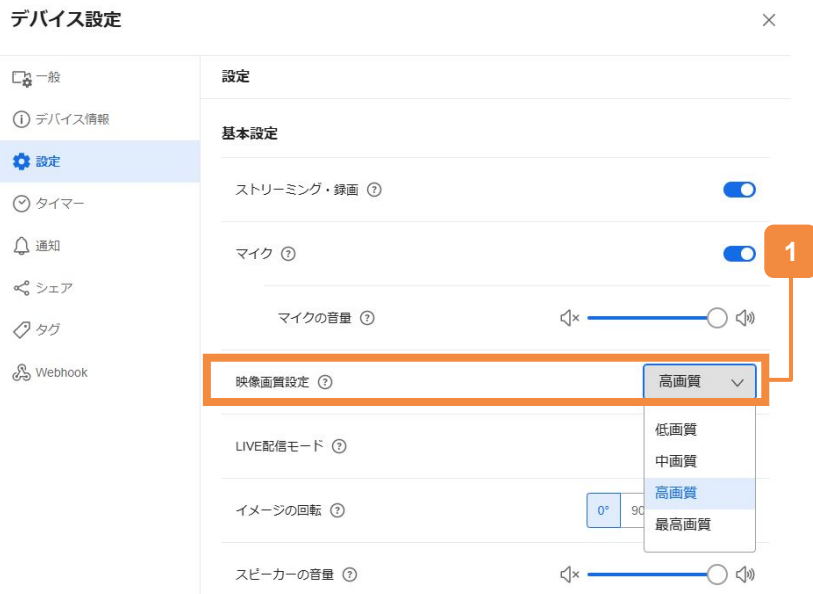 デバイス設定
一般
デバイス情報
設定
タイマー
通知
シェア
タグ
Webhook
設定
基本設定
ストリーミング・録画
マイク
1
マイクの音量
映像画質設定
高画質
低画質
中画質
高画質
最高画質
LIVE配信モード
イメージの回転
0°
90
スピーカーの音量